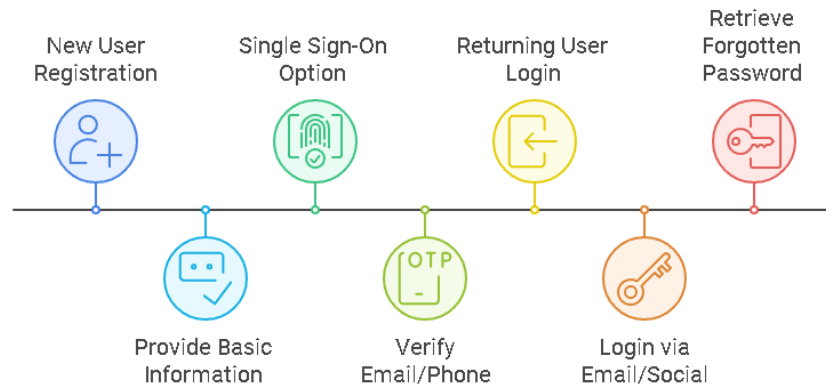 New User
Registration
Single Sign-On
Option
Returning User
Login
Retrieve
Forgotten
Password
OTP
Provide Basic
Information
Verify
Email/Phone
Login via
Email/Social